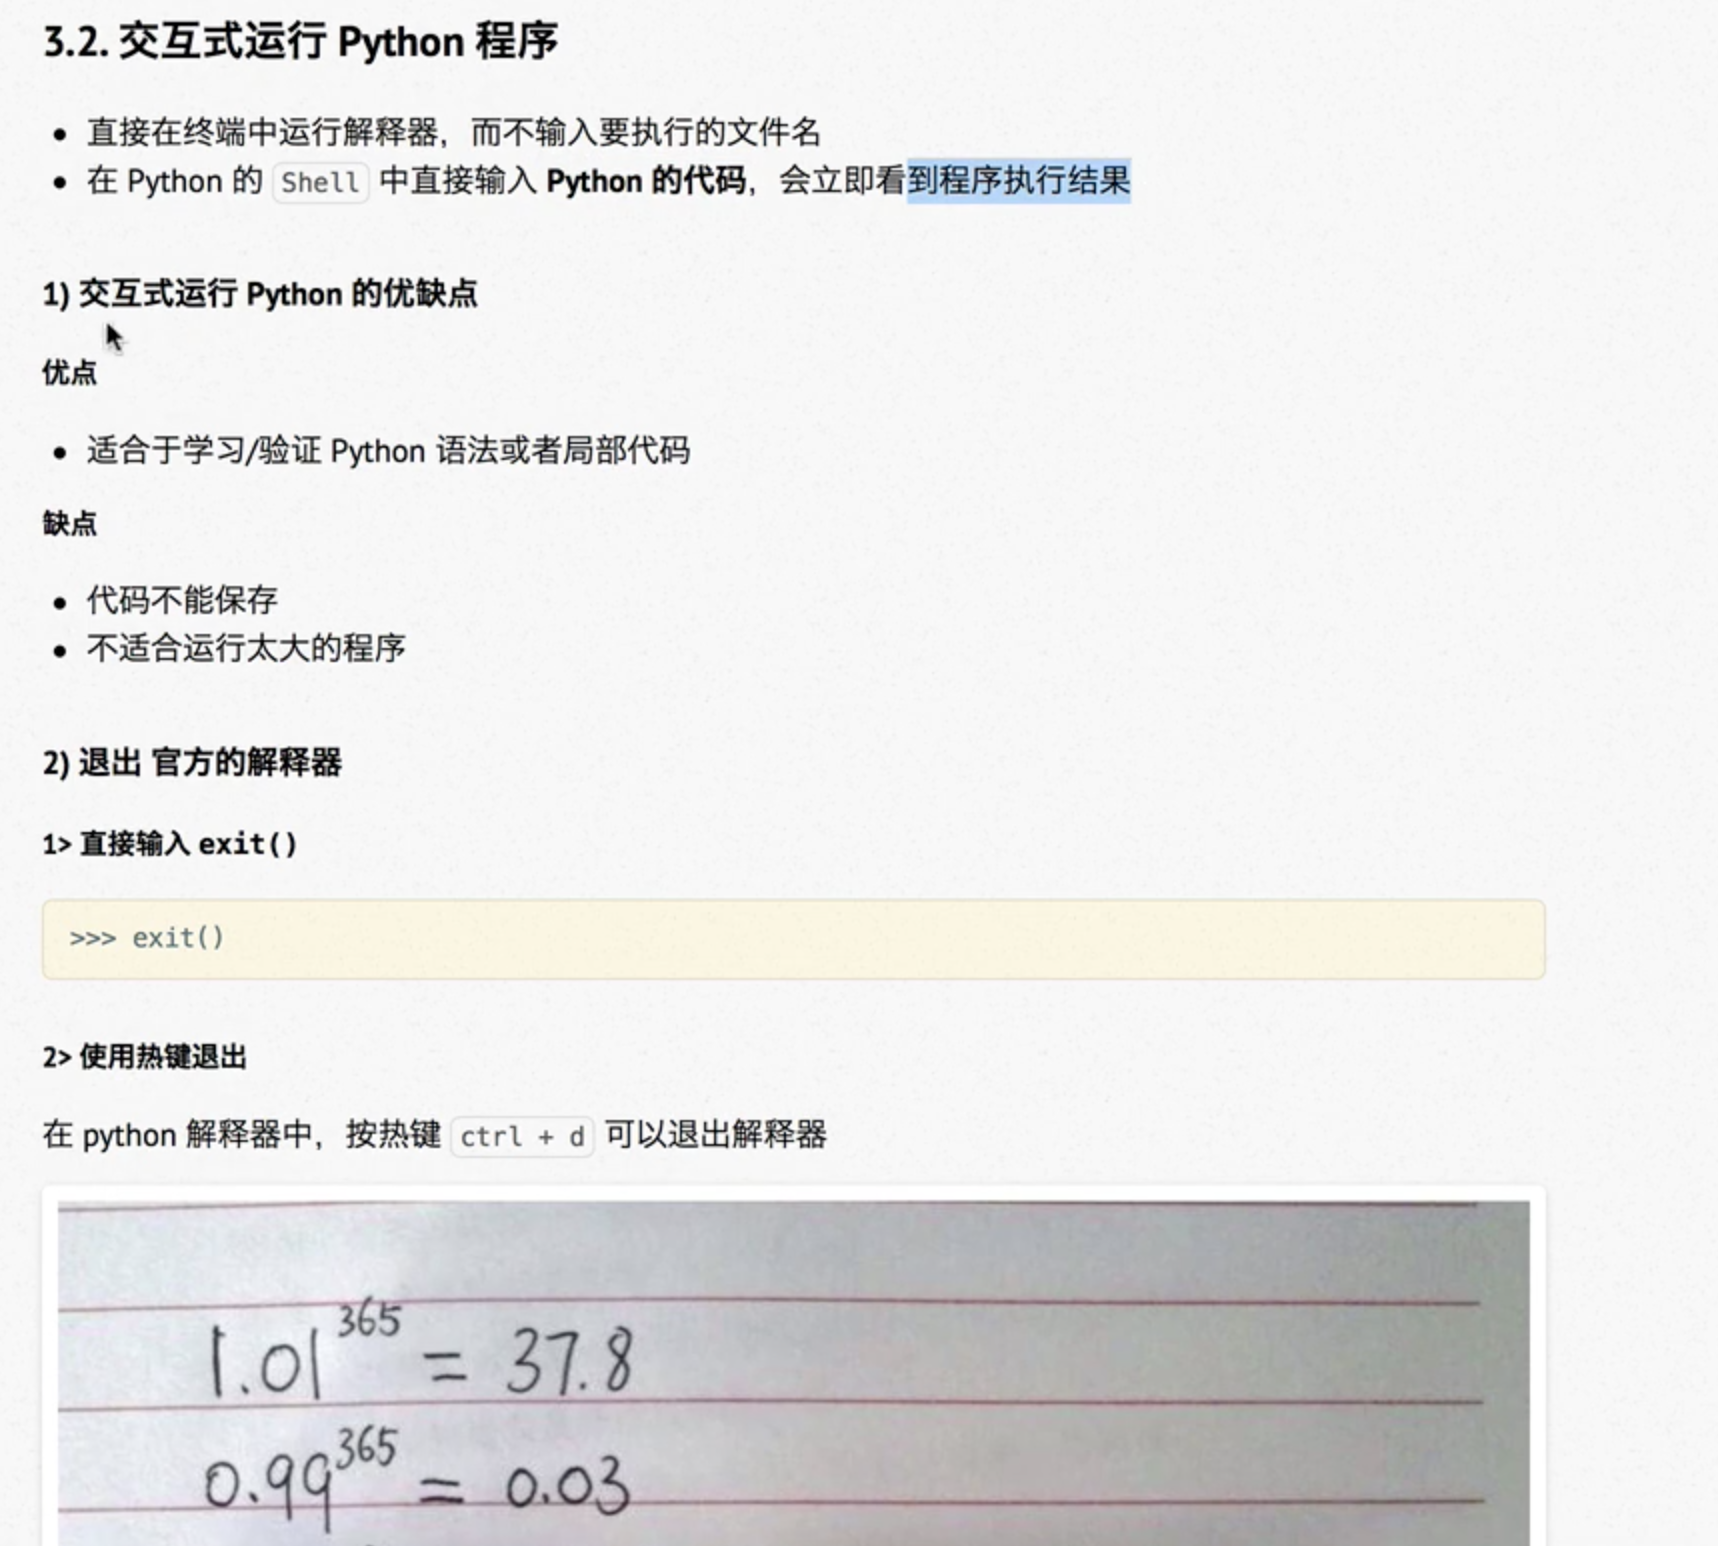 3.2. 交互式运行 Python 程序
直接在终端中运行解释器，而不输入要执行的文件名
在 Python 的 Shell 中直接输入 Python 的代码，会立即看到程序执行结果
1) 交互式运行 Python 的优缺点
优点
适合于学习/验证 Python 语法或者局部代码
缺点
代码不能保存
不适合运行太大的程序
2) 退出 官方的解释器
1> 直接输入 exit()
>>> exit()
2> 使用热键退出
在 python 解释器中，按热键 ctrl + d 可以退出解释器
1.01^365 = 37.8
0.99^365 = 0.03